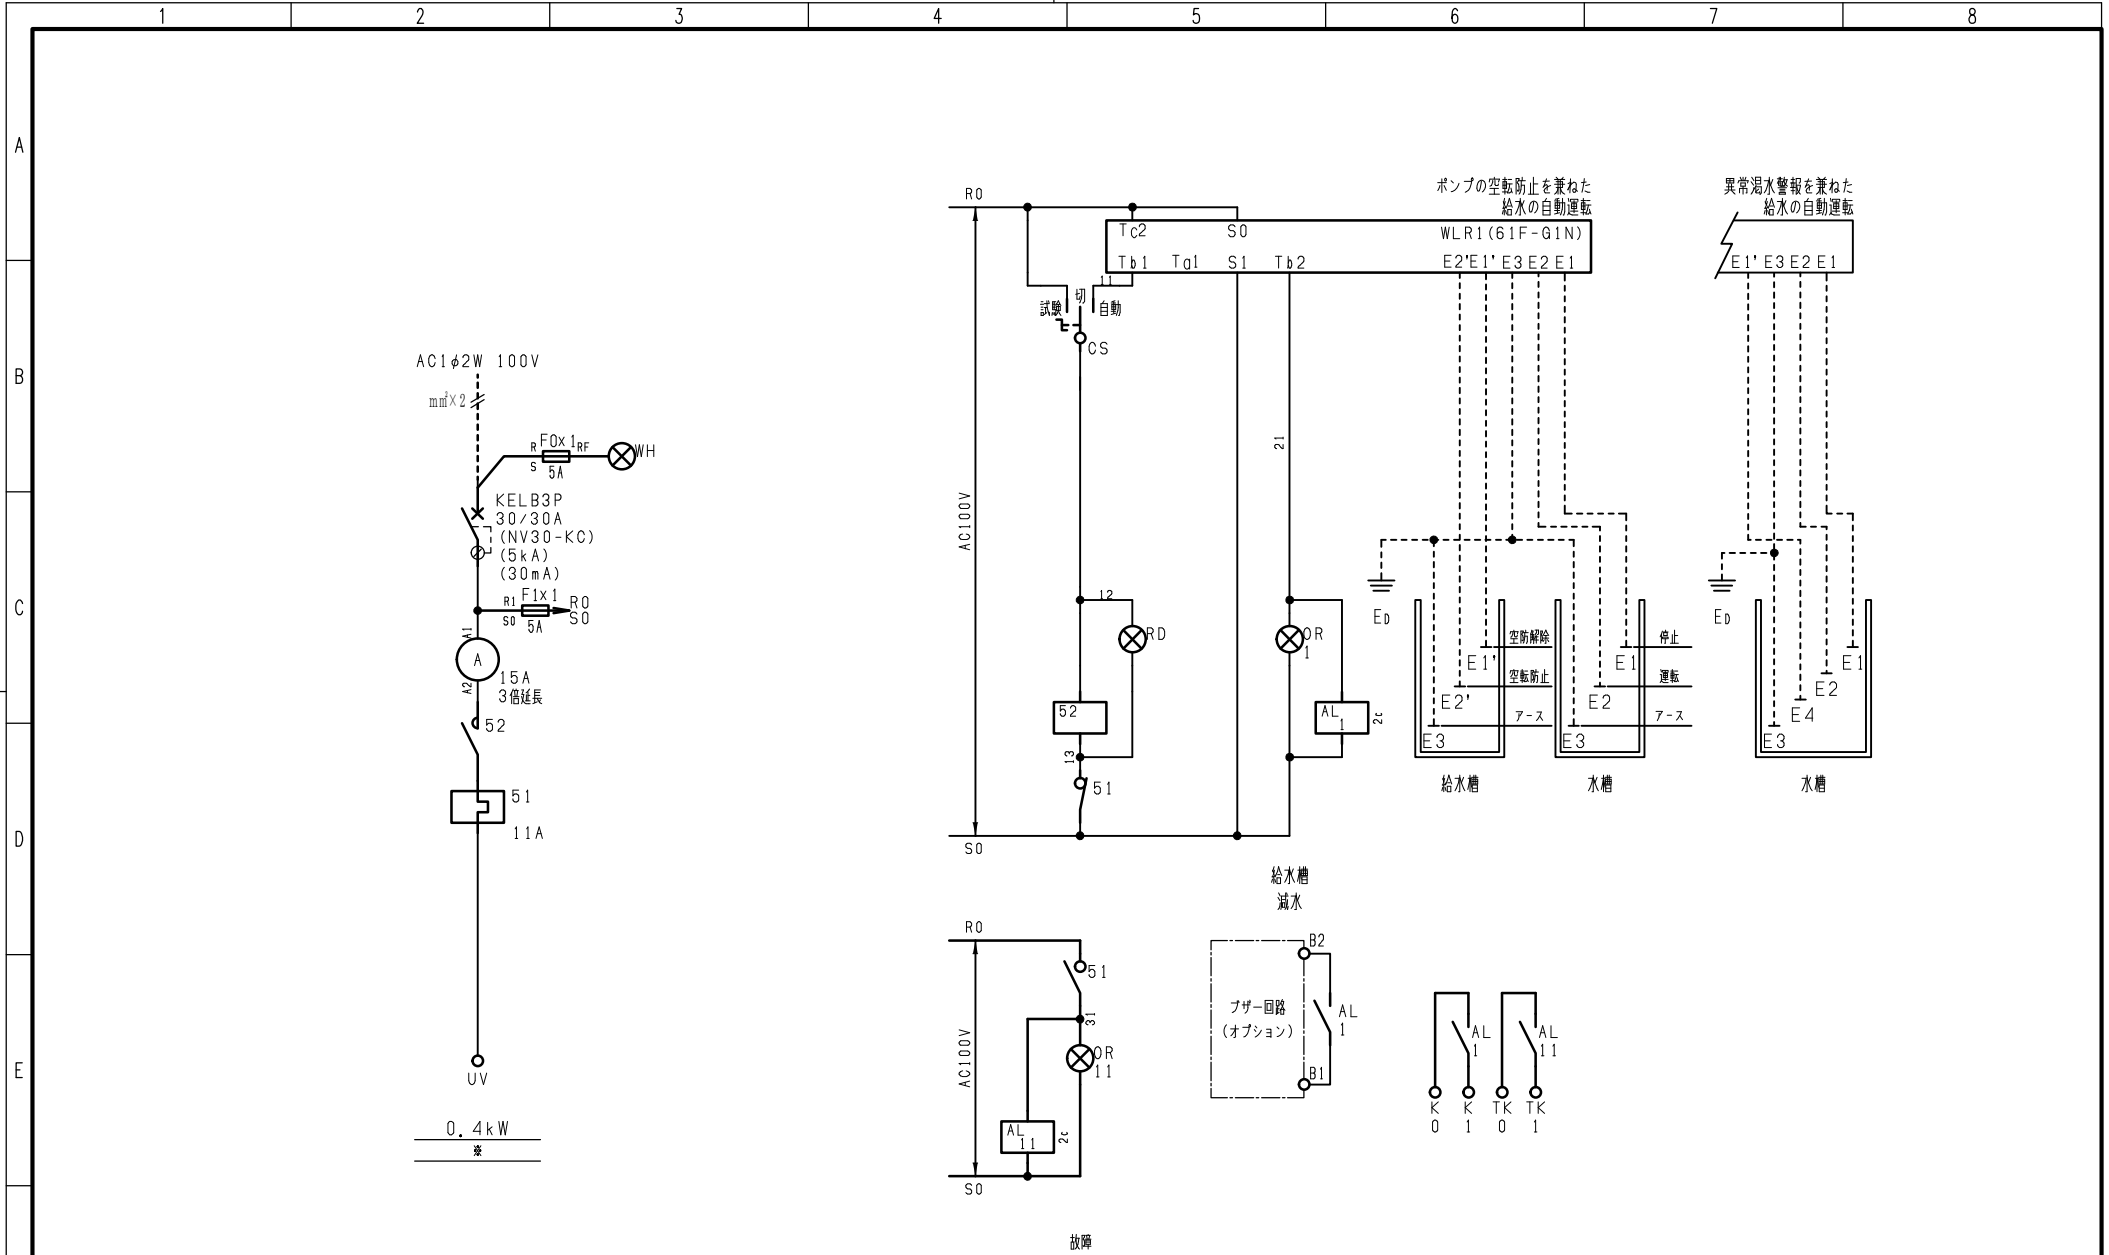 1 2 3 4 5 6 7 8
A
B
C
D
E
AC1φ2W 100V
mm²×2
R F0x1 RF
S 5A
WH
KELB3P
30/30A
(NV30-KC)
(5kA)
(30mA)
R1 F1x1 R0
S0 5A S0
A1
A
A2
15A
3倍延長
52
51
11A
UV
0.4kW
※
R0
AC100V
S0
Tc2 S0 WLR1(61F-G1N)
Tb1 Ta1 S1 Tb2 E2' E1' E3 E2 E1
11
試験 切 自動
CS
21
12
RD
52
13
51
OR
1
AL
1
2c
給水槽
減水
ポンプの空転防止を兼ねた
給水の自動運転
ED
空防解除
E1'
空転防止
E2'
アース
E3
給水槽
停止
E1
運転
E2
アース
E3
水槽
異常渇水警報を兼ねた
給水の自動運転
E1' E3 E2 E1
ED
E1
E2
E4
E3
水槽
R0
AC100V
S0
51
31
OR
11
AL
11
2c
故障
B2
ブザー回路
(オプション)
AL
1
B1
AL
1
AL
11
K K TK TK
0 1 0 1